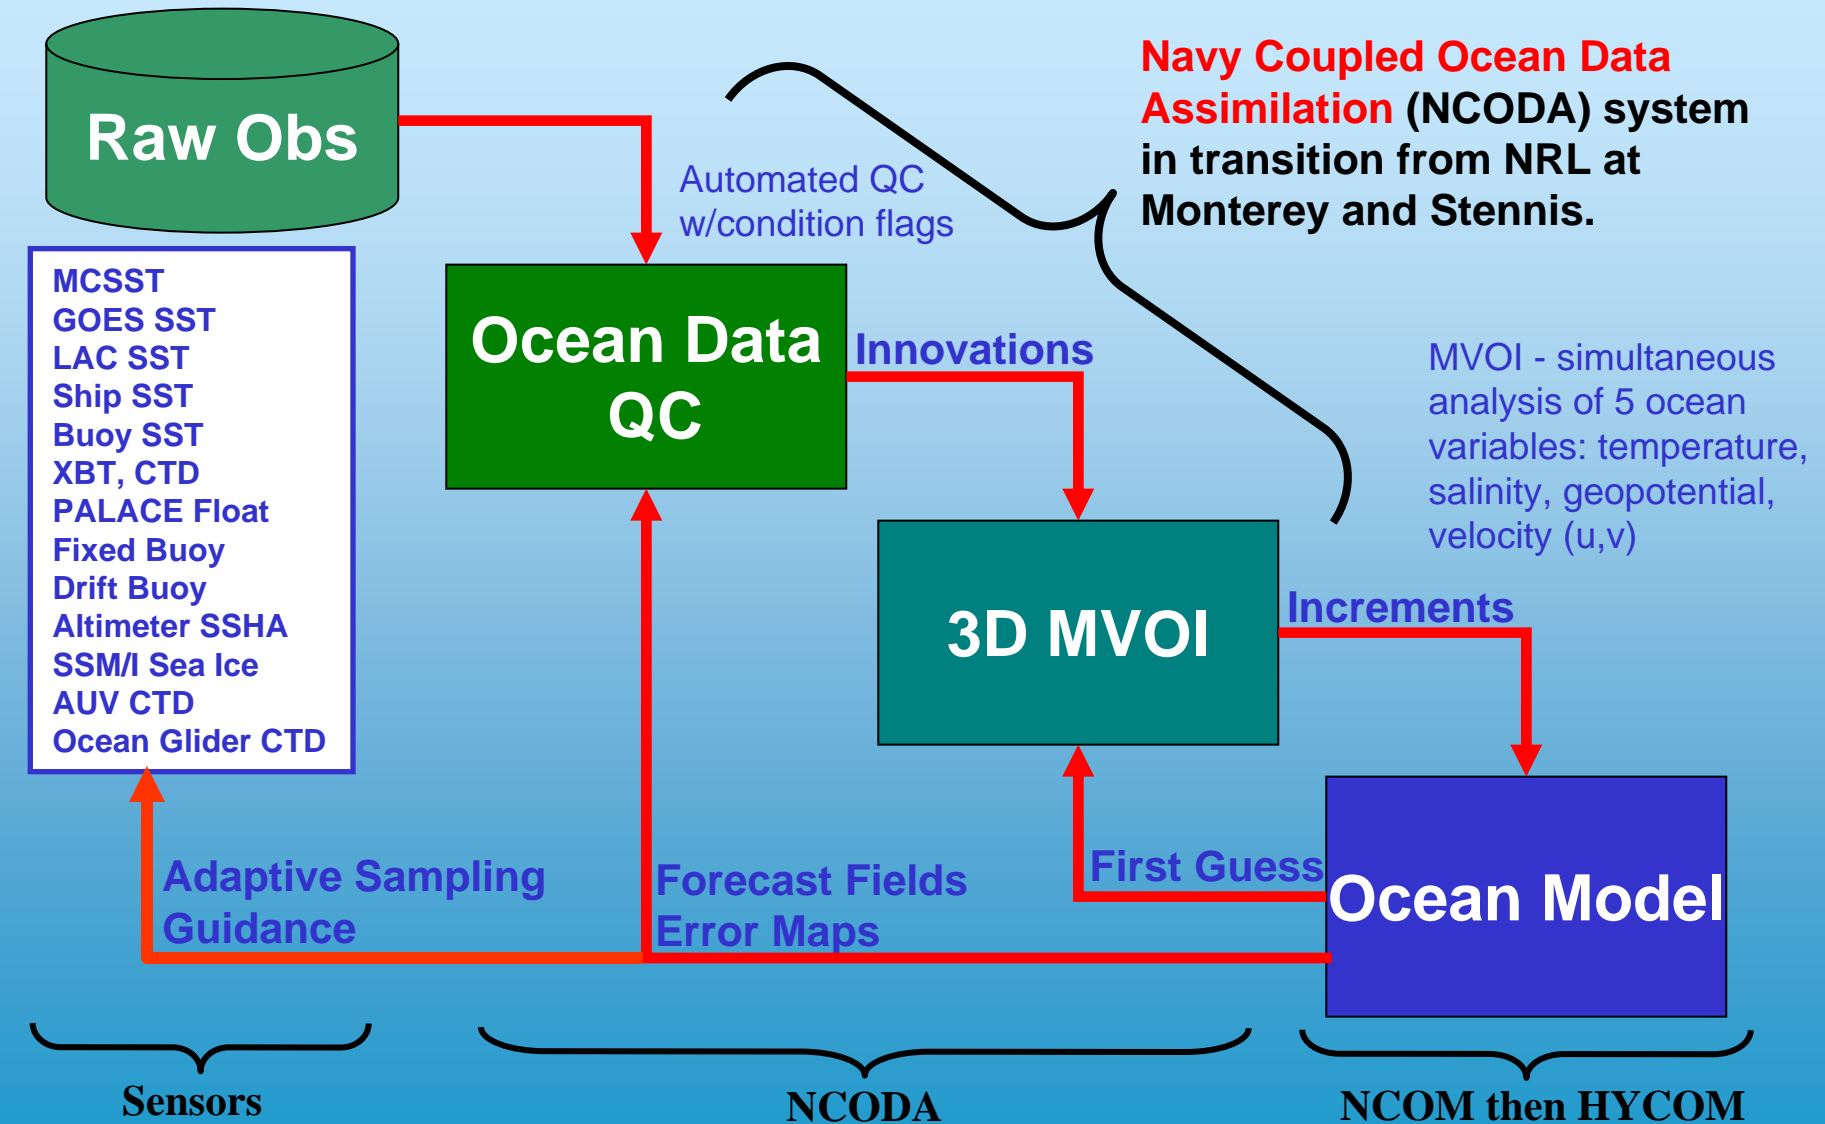 Raw Obs
Navy Coupled Ocean Data
Assimilation (NCODA) system
in transition from NRL at
Monterey and Stennis.
Automated QC
w/condition flags
MCSST
GOES SST
LAC SST
Ship SST
Buoy SST
XBT, CTD
PALACE Float
Fixed Buoy
Drift Buoy
Altimeter SSHA
SSM/I Sea Ice
AUV CTD
Ocean Glider CTD
Ocean Data
QC
Innovations
MVOI - simultaneous
analysis of 5 ocean
variables: temperature,
salinity, geopotential,
velocity (u,v)
3D MVOI
Increments
Adaptive Sampling
Guidance
Forecast Fields
Error Maps
First Guess
Ocean Model
Sensors
NCODA
NCOM then HYCOM